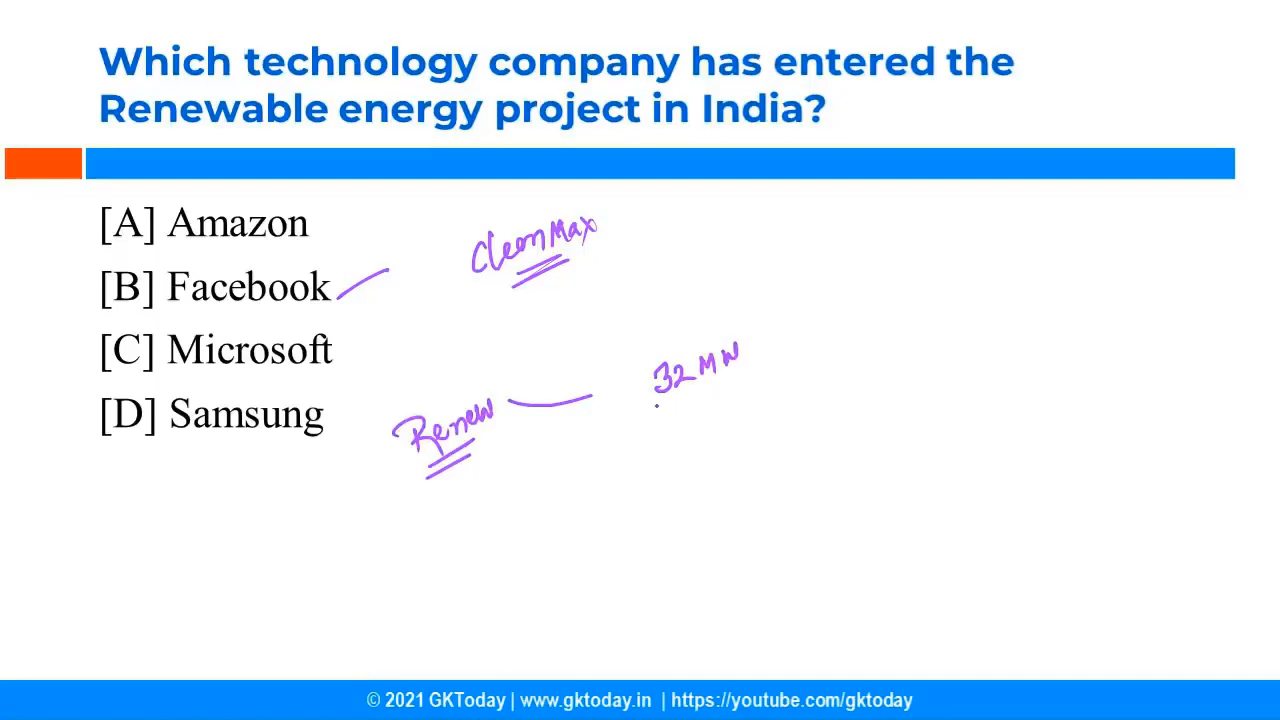 Which technology company has entered the
Renewable energy project in India?
[A] Amazon
CleenMax
[B] Facebook
[C] Microsoft
32 MW
[D] Samsung
Renew
© 2021 GKToday | www.gktoday.in | https://youtube.com/gktoday